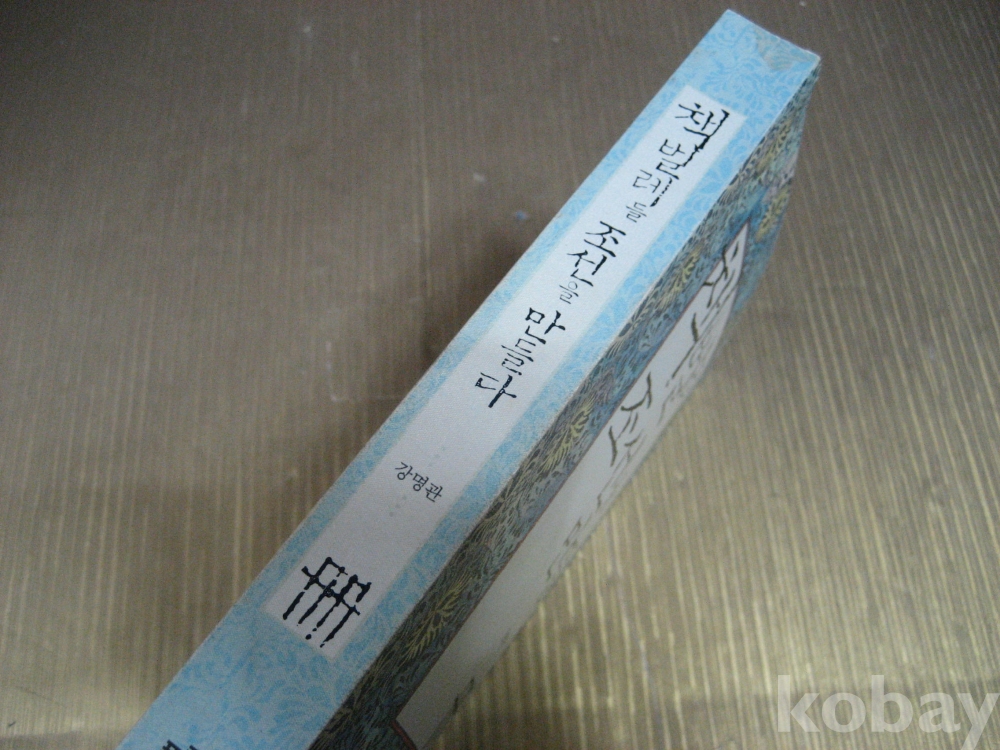 책벌레들 조선을 만들다
강명관
冊
kobay